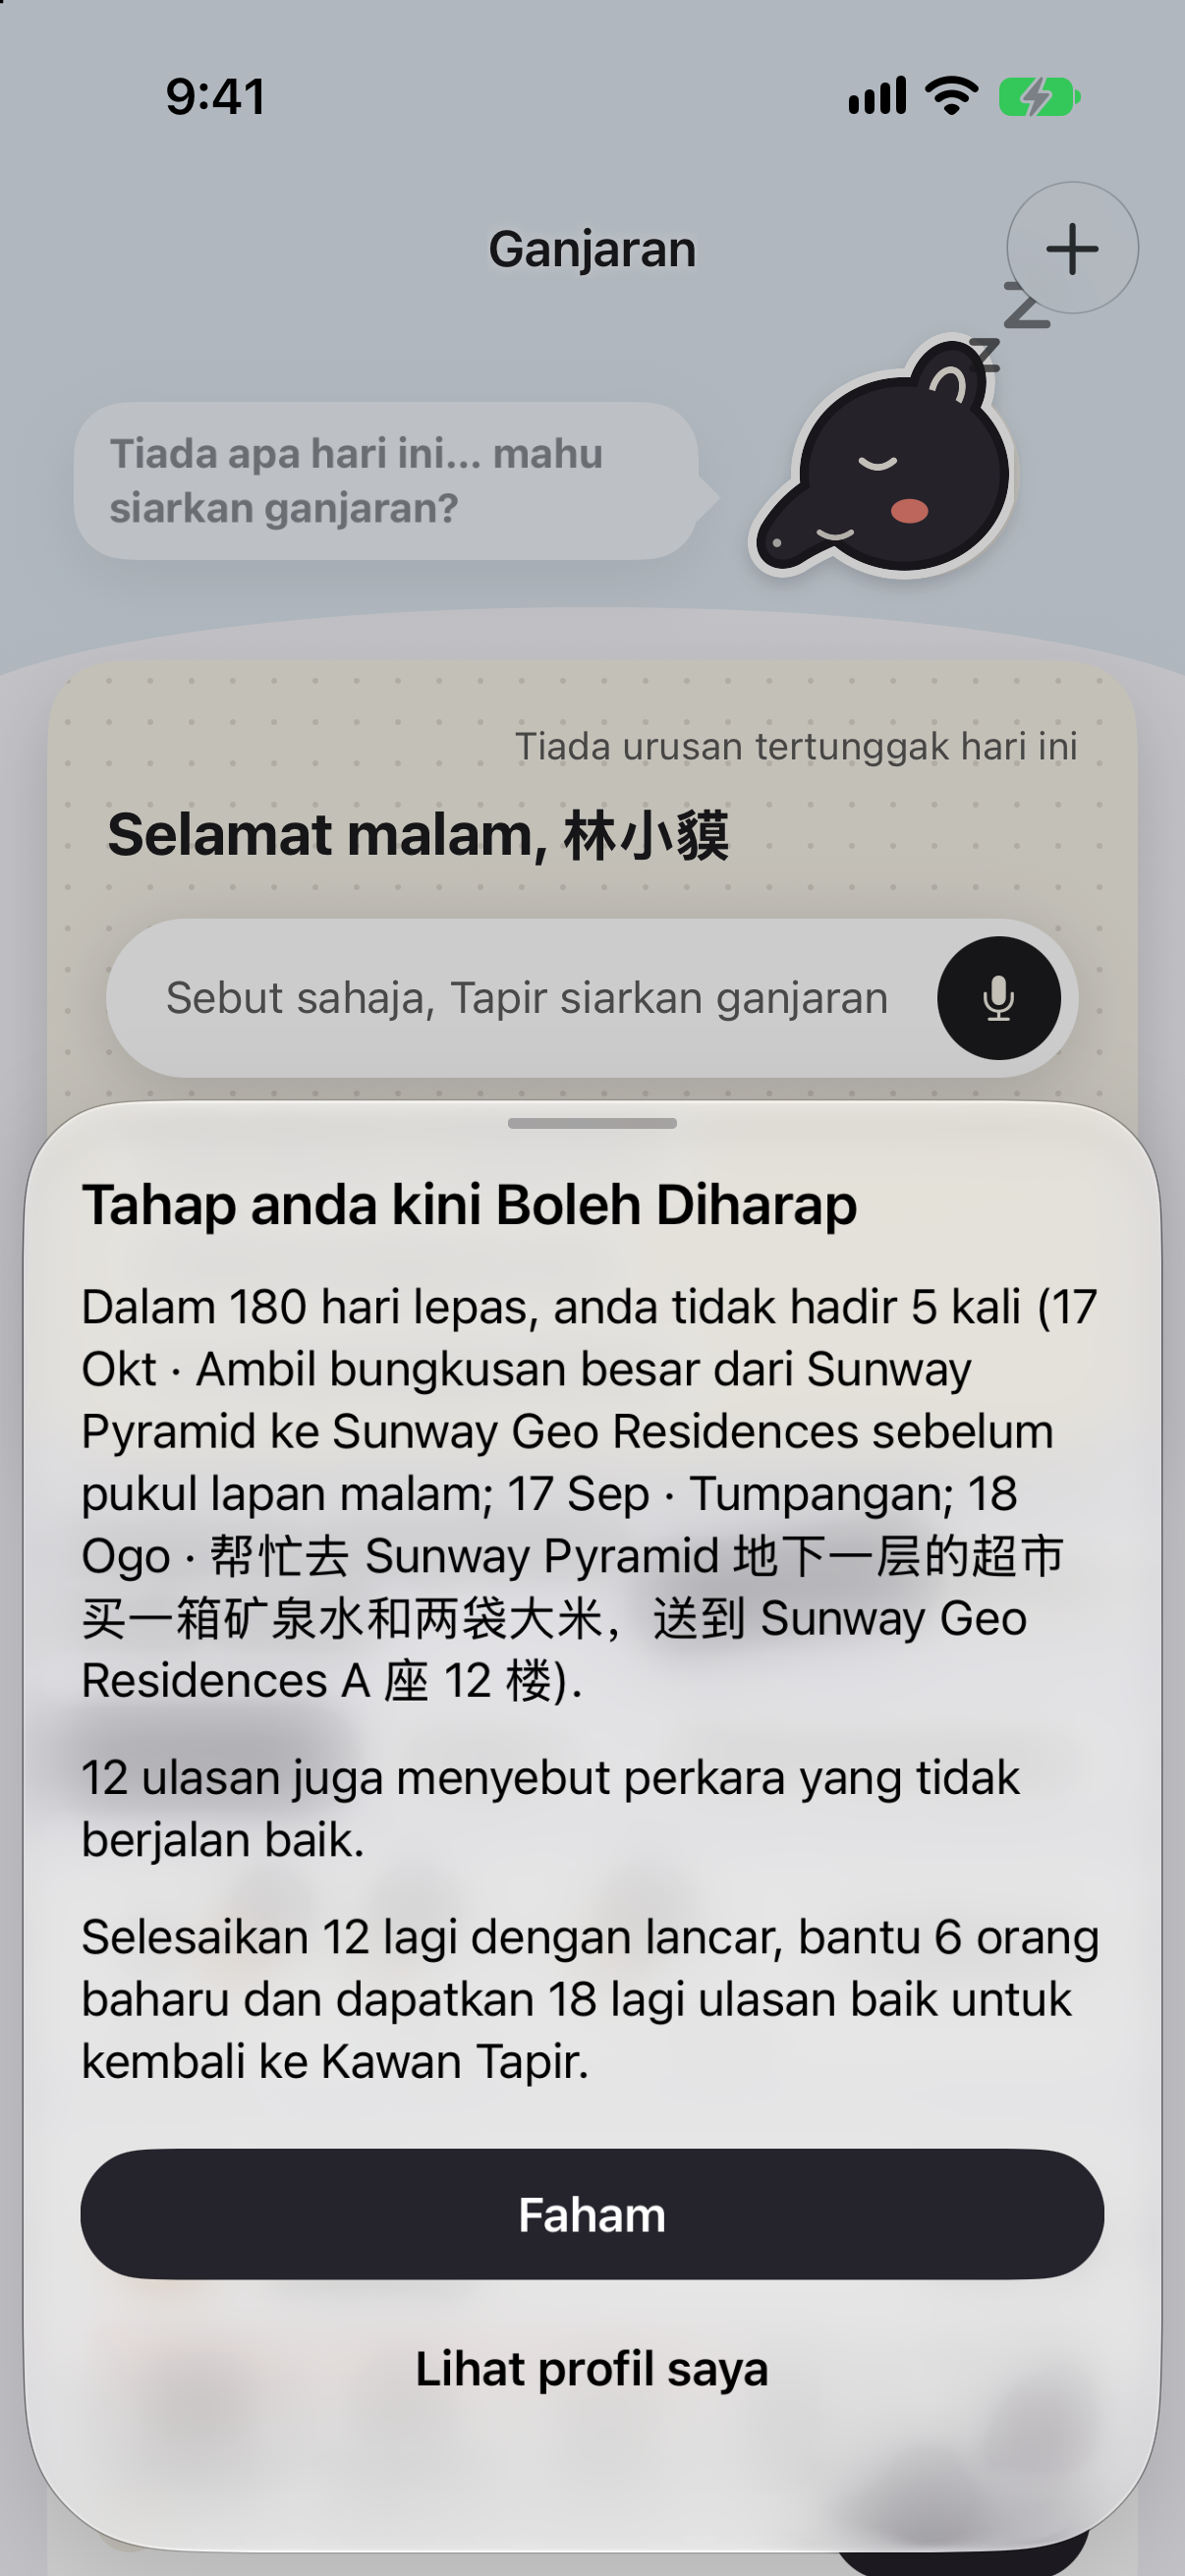 9:41
Ganjaran
z
z
Tiada apa hari ini... mahu
siarkan ganjaran?
Tiada urusan tertunggak hari ini
Selamat malam, 林小貘
Sebut sahaja, Tapir siarkan ganjaran
Tahap anda kini Boleh Diharap
Dalam 180 hari lepas, anda tidak hadir 5 kali (17
Okt · Ambil bungkusan besar dari Sunway
Pyramid ke Sunway Geo Residences sebelum
pukul lapan malam; 17 Sep · Tumpangan; 18
Ogo · 帮忙去 Sunway Pyramid 地下一层的超市
买一箱矿泉水和两袋大米，送到 Sunway Geo
Residences A 座 12 楼).
12 ulasan juga menyebut perkara yang tidak
berjalan baik.
Selesaikan 12 lagi dengan lancar, bantu 6 orang
baharu dan dapatkan 18 lagi ulasan baik untuk
kembali ke Kawan Tapir.
Faham
Lihat profil saya